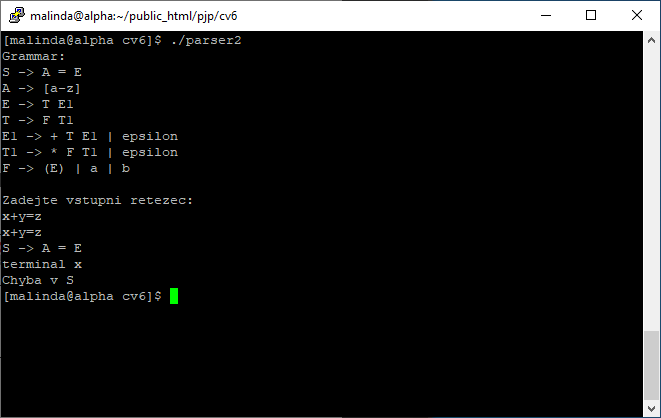 malinda@alpha:~/public_html/pjp/cv6
[malinda@alpha cv6]$ ./parser2
Grammar:
S -> A = E
A -> [a-z]
E -> T E1
T -> F T1
E1 -> + T E1 | epsilon
T1 -> * F T1 | epsilon
F -> (E) | a | b
Zadejte vstupni retezec:
x+y=z
x+y=z
S -> A = E
terminal x
Chyba v S
[malinda@alpha cv6]$